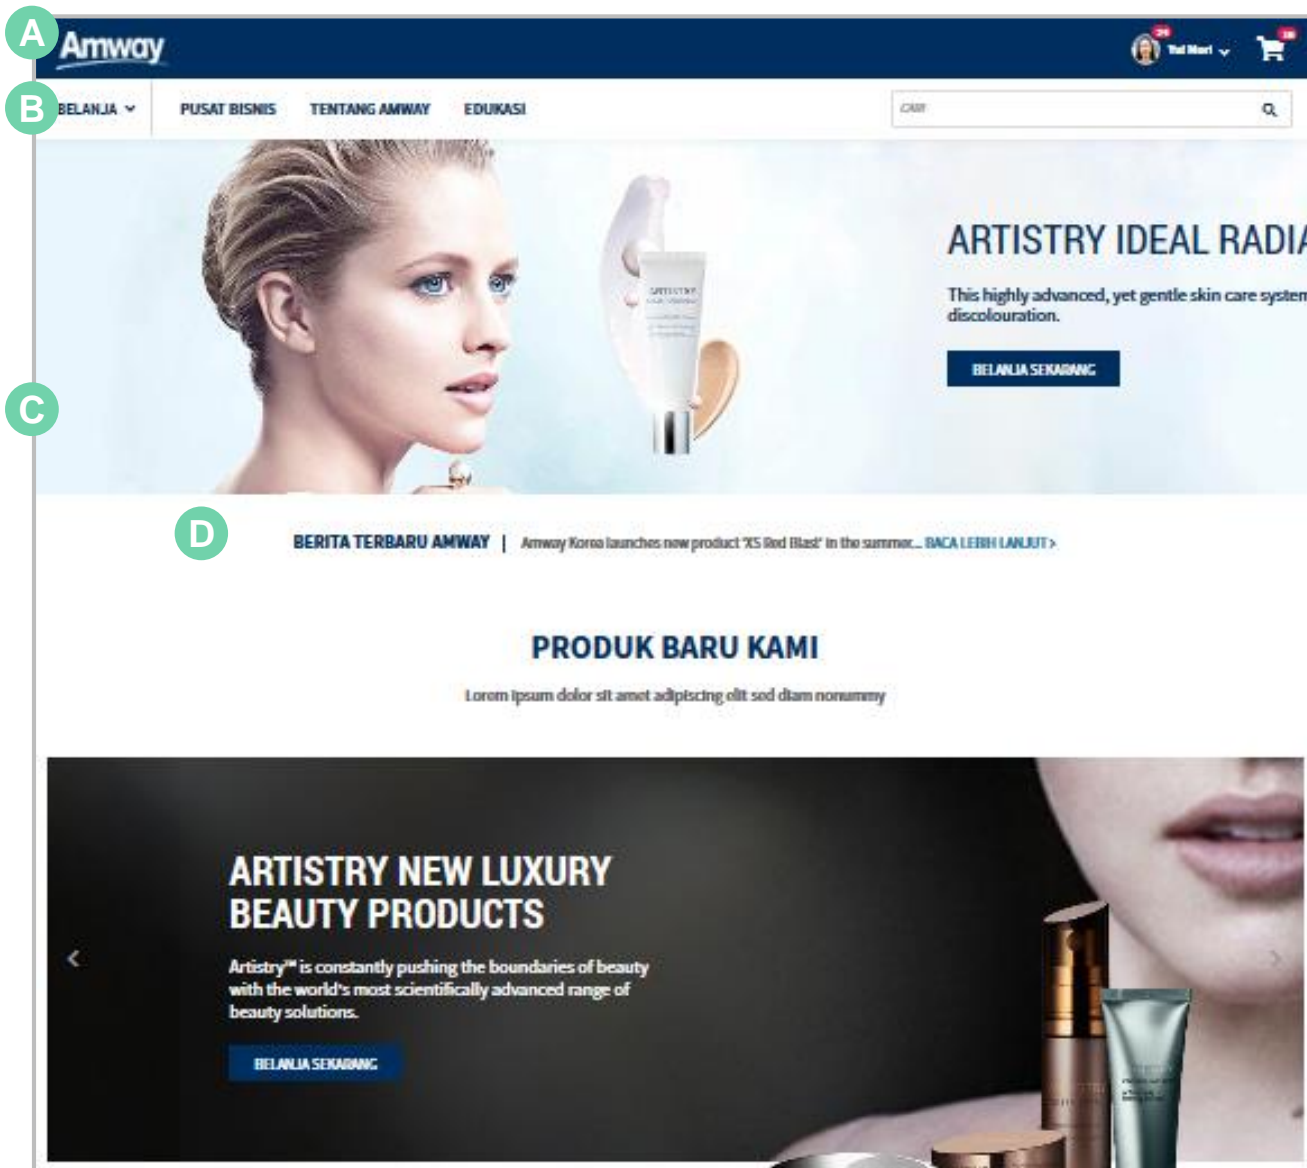 A
Amway
Yui Mori
B
BELANJA
PUSAT BISNIS
TENTANG AMWAY
EDUKASI
CARI
ARTISTRY IDEAL RADIA
This highly advanced, yet gentle skin care system
discolouration.
BELANJA SEKARANG
C
ARTISTRY
D
BERITA TERBARU AMWAY | Amway Korea launches new product 'XS Red Blast' in the summer... BACA LEBIH LANJUT >
PRODUK BARU KAMI
Lorem ipsum dolor sit amet adipiscing elit sed diam nonummy
ARTISTRY NEW LUXURY
BEAUTY PRODUCTS
Artistry™ is constantly pushing the boundaries of beauty
with the world's most scientifically advanced range of
beauty solutions.
BELANJA SEKARANG